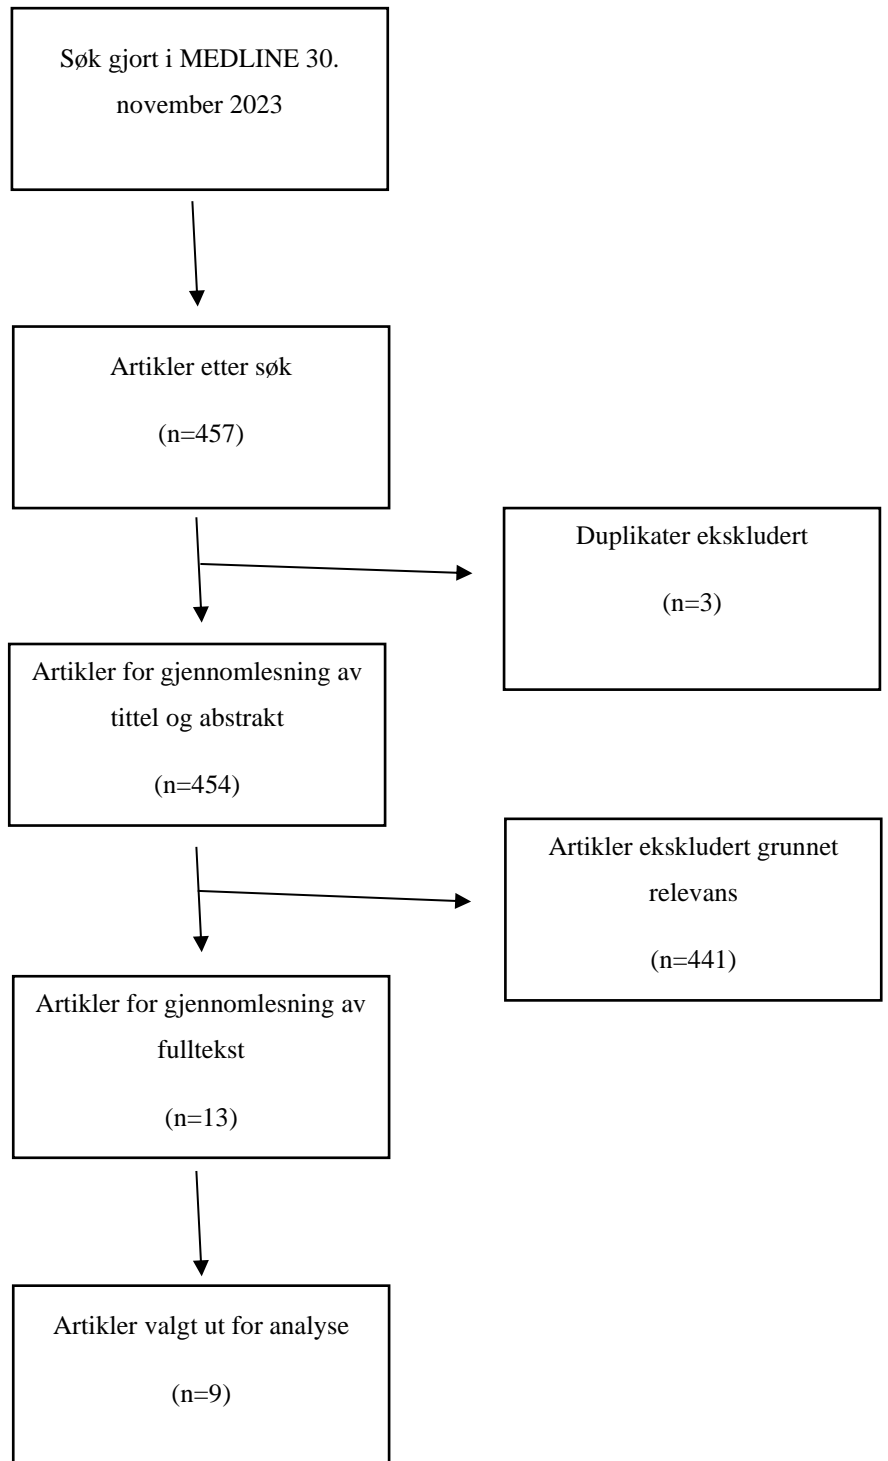 Søk gjort i MEDLINE 30.
november 2023
Artikler etter søk
(n=457)
Duplikater ekskludert
(n=3)
Artikler for gjennomlesning av
tittel og abstrakt
(n=454)
Artikler ekskludert grunnet
relevans
(n=441)
Artikler for gjennomlesning av
fulltekst
(n=13)
Artikler valgt ut for analyse
(n=9)